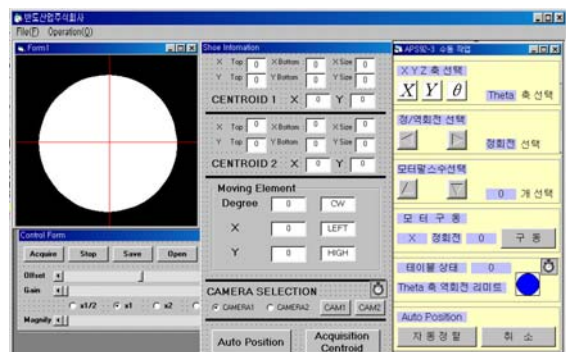 반도산업주식회사
File(F) Operation(O)
Form1
Control Form
Acquire Stop Save Open
Offset
Gain
x1/2 x1 x2
Magnify
Shoe Infomation
X Top 0 X Bottom 0 X Size 0
Y Top 0 Y Bottom 0 Y Size 0
CENTROID 1 X 0 Y 0
X Top 0 X Bottom 0 X Size 0
Y Top 0 Y Bottom 0 Y Size 0
CENTROID 2 X 0 Y 0
Moving Element
Degree 0 CW
X 0 LEFT
Y 0 HIGH
CAMERA SELECTION
CAMERA1 CAMERA2 CAM1 CAM2
Auto Position Acquisition Centroid
APS92-3 수동 작업
X Y Z 축 선택
X Y θ Theta 축 선택
정/역회전 선택
정회전 선택
모터펄스수선택
0 개 선택
모 터 구 동
X 정회전 0 구 동
테이블 상태 0
Theta 축 역회전 리미트
Auto Position
자 동 정 렬 취 소